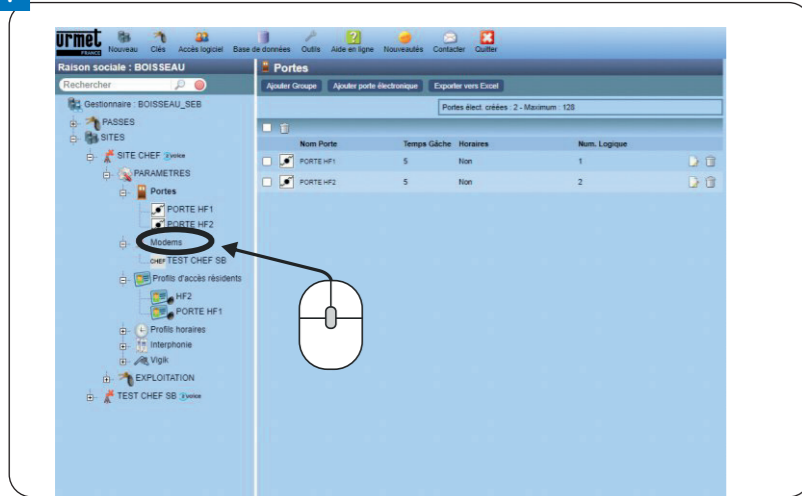 urmet
FRANCE
Nouveau Clés Accès logiciel Base de données Outils Aide en ligne Nouveautés Contacter Quitter
Raison sociale : BOISSEAU
Rechercher
Gestionnaire : BOISSEAU_SEB
PASSES
SITES
SITE CHEF voice
PARAMETRES
Portes
PORTE HF1
PORTE HF2
Modems
CHEF TEST CHEF SB
Profils d'accès résidents
HF2
PORTE HF1
Profils horaires
Interphonie
Vigik
EXPLOITATION
TEST CHEF SB voice
Portes
Ajouter Groupe Ajouter porte électronique Exporter vers Excel
Portes élect. créées : 2 - Maximum : 128
Nom Porte Temps Gâche Horaires Num. Logique
PORTE HF1 5 Non 1
PORTE HF2 5 Non 2